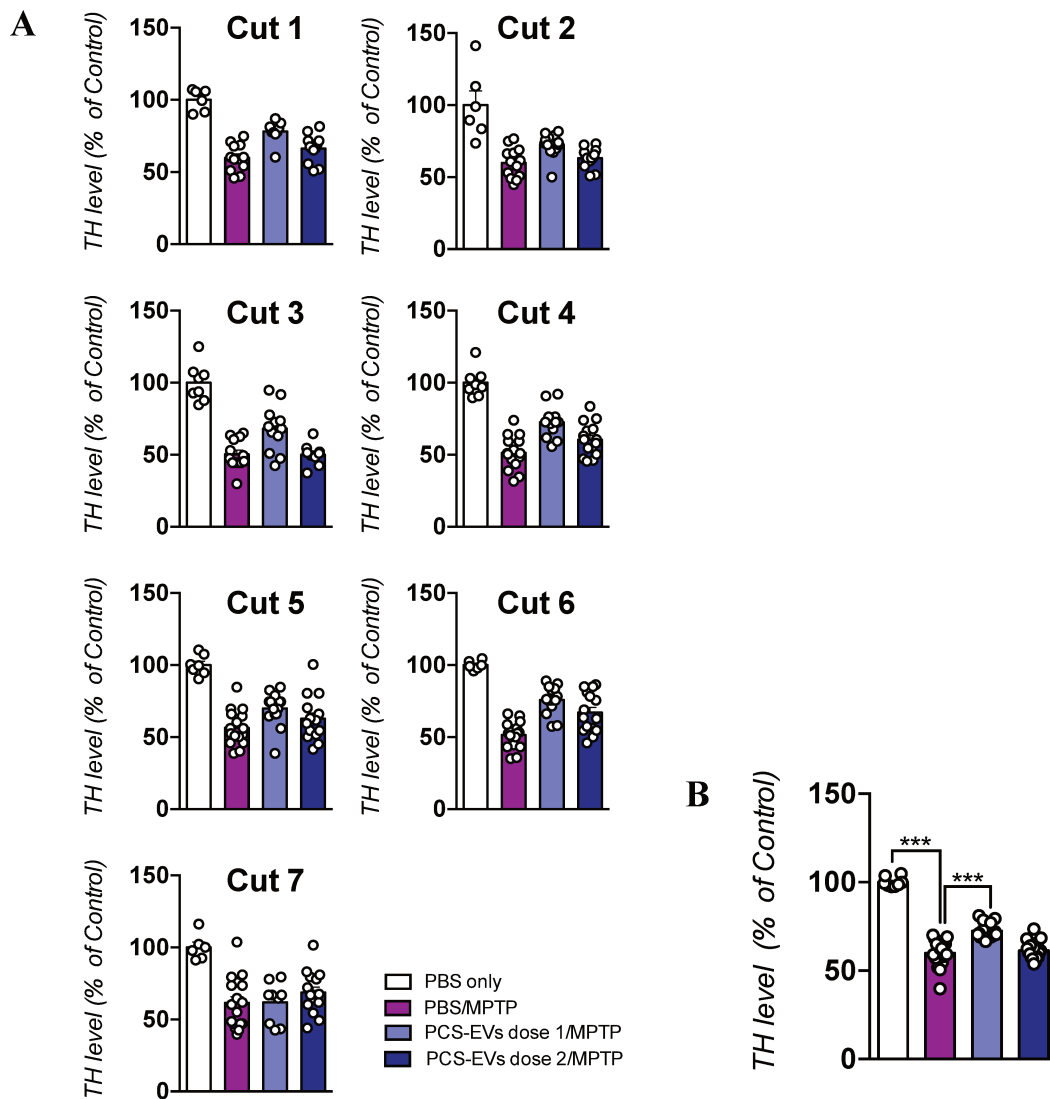 A
Cut 1
TH level (% of Control)
150
100
50
0
Cut 2
TH level (% of Control)
150
100
50
0
Cut 3
TH level (% of Control)
150
100
50
0
Cut 4
TH level (% of Control)
150
100
50
0
Cut 5
TH level (% of Control)
150
100
50
0
Cut 6
TH level (% of Control)
150
100
50
0
Cut 7
TH level (% of Control)
150
100
50
0
PBS only
PBS/MPTP
PCS-EVs dose 1/MPTP
PCS-EVs dose 2/MPTP
B
TH level (% of Control)
150
100
50
0
***
***